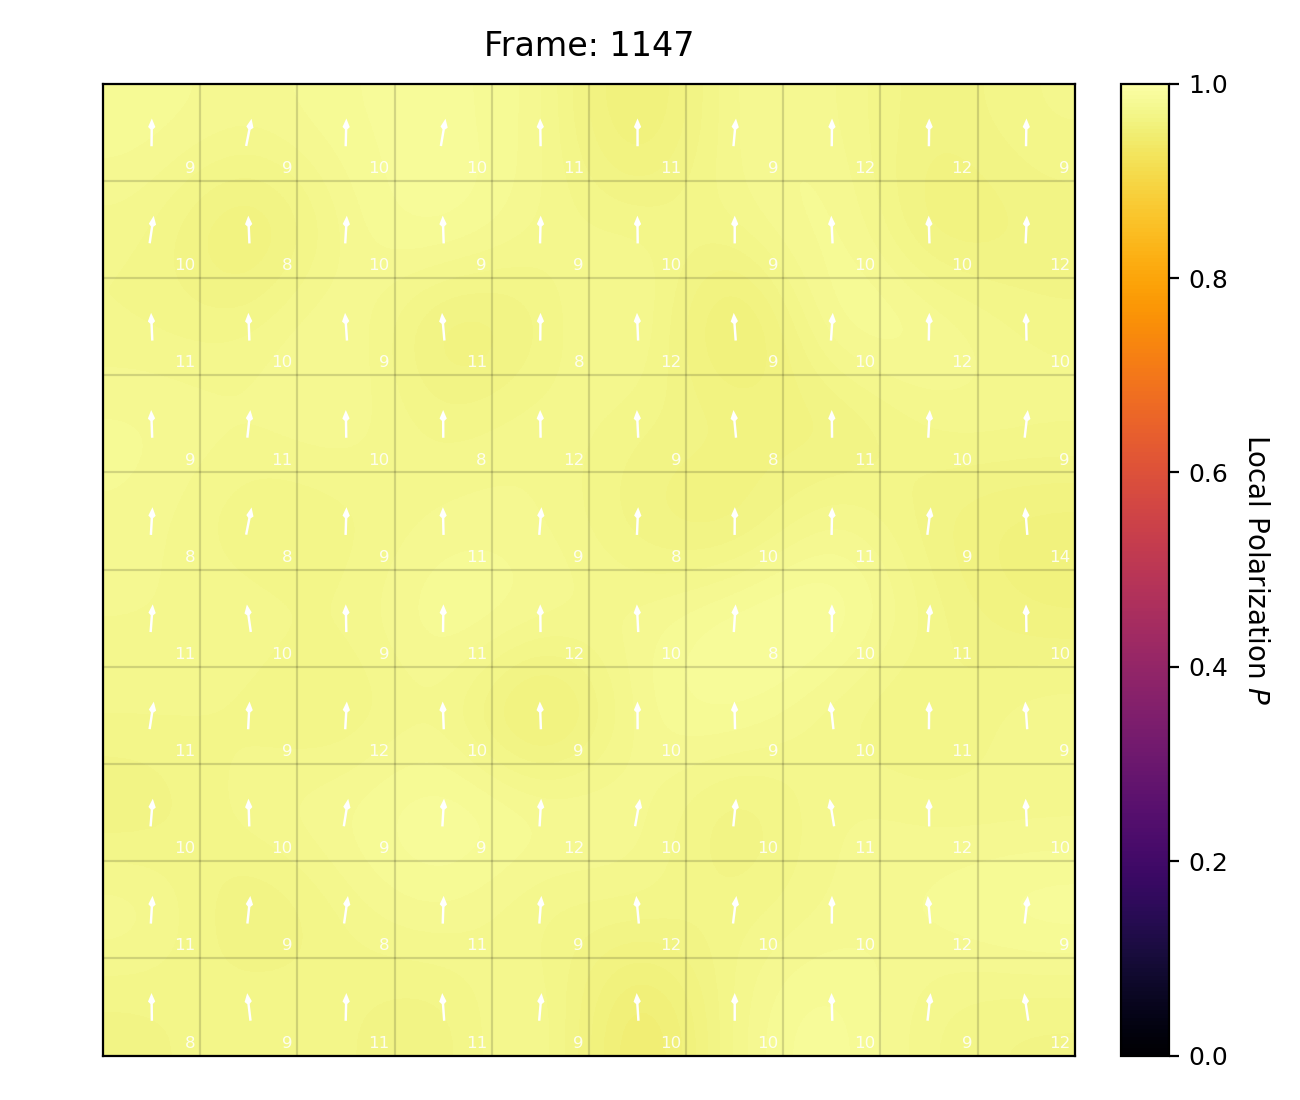 Frame: 1147
9 9 10 10 11 11 9 12 12 9
10 8 10 9 9 10 9 10 10 12
11 10 9 11 8 12 9 10 12 10
9 11 10 8 12 9 8 11 10 9
8 8 9 11 9 8 10 11 9 14
11 10 9 11 12 10 8 10 11 10
11 9 12 10 9 10 9 10 11 9
10 10 9 9 12 10 10 11 12 10
11 9 8 11 9 12 10 10 12 9
8 9 11 11 9 10 10 10 9 12
1.0
0.8
0.6
0.4
0.2
0.0
Local Polarization P